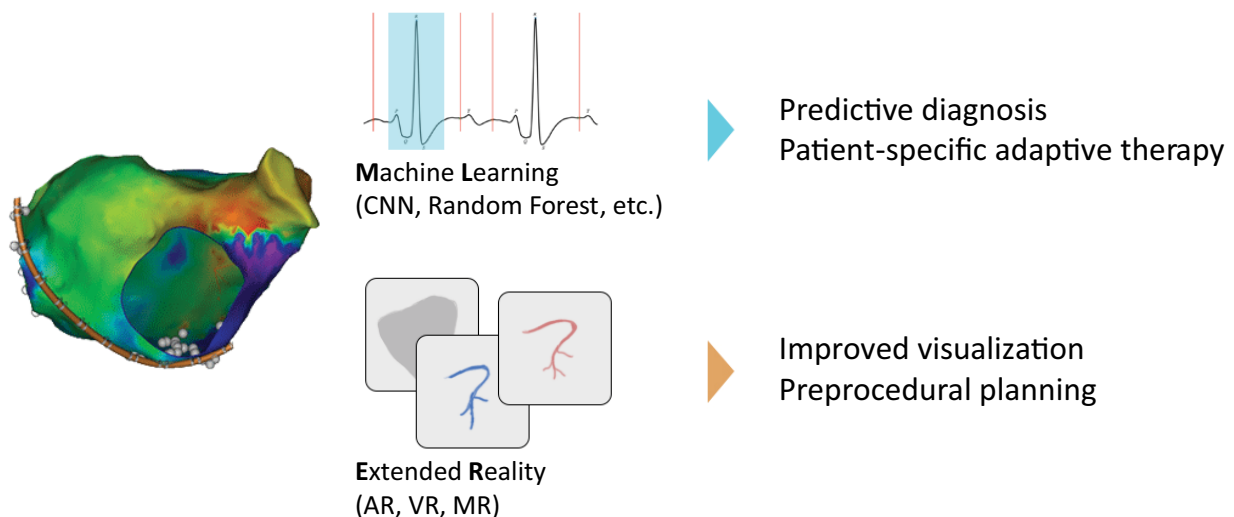 Machine Learning
(CNN, Random Forest, etc.)
Predictive diagnosis
Patient-specific adaptive therapy
Extended Reality
(AR, VR, MR)
Improved visualization
Preprocedural planning